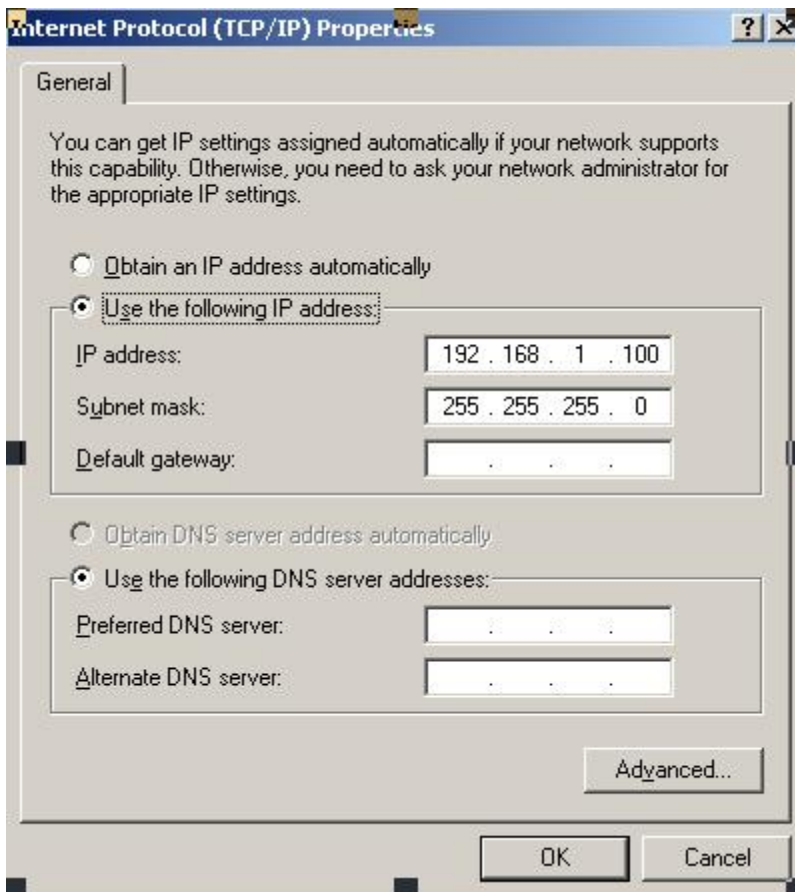 Internet Protocol (TCP/IP) Properties
General
You can get IP settings assigned automatically if your network supports
this capability. Otherwise, you need to ask your network administrator for
the appropriate IP settings.
Obtain an IP address automatically
Use the following IP address:
IP address: 192 . 168 . 1 . 100
Subnet mask: 255 . 255 . 255 . 0
Default gateway: . . .
Obtain DNS server address automatically
Use the following DNS server addresses:
Preferred DNS server: . . .
Alternate DNS server: . . .
Advanced...
OK Cancel